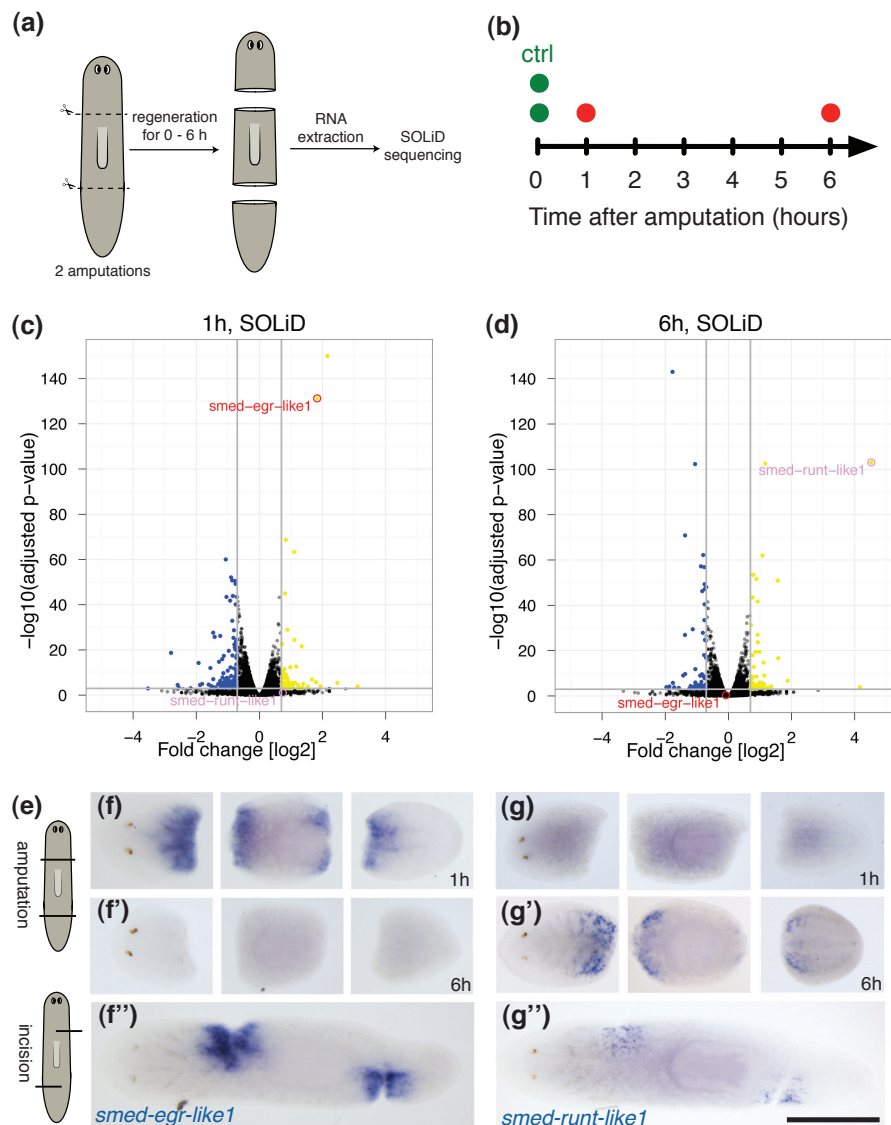 (a)
regeneration
for 0 - 6 h
RNA
extraction
SOLiD
sequencing
2 amputations
(b)
ctrl
0 1 2 3 4 5 6
Time after amputation (hours)
(c)
1h, SOLiD
−log10(adjusted p-value)
140
120
100
80
60
40
20
0
smed-egr-like1
smed-runt-like1
−4 −2 0 2 4
Fold change [log2]
(d)
6h, SOLiD
−log10(adjusted p-value)
140
120
100
80
60
40
20
0
smed-runt-like1
smed-egr-like1
−4 −2 0 2 4
Fold change [log2]
(e)
amputation
incision
(f)
1h
(f')
6h
(f'')
smed-egr-like1
(g)
1h
(g')
6h
(g'')
smed-runt-like1